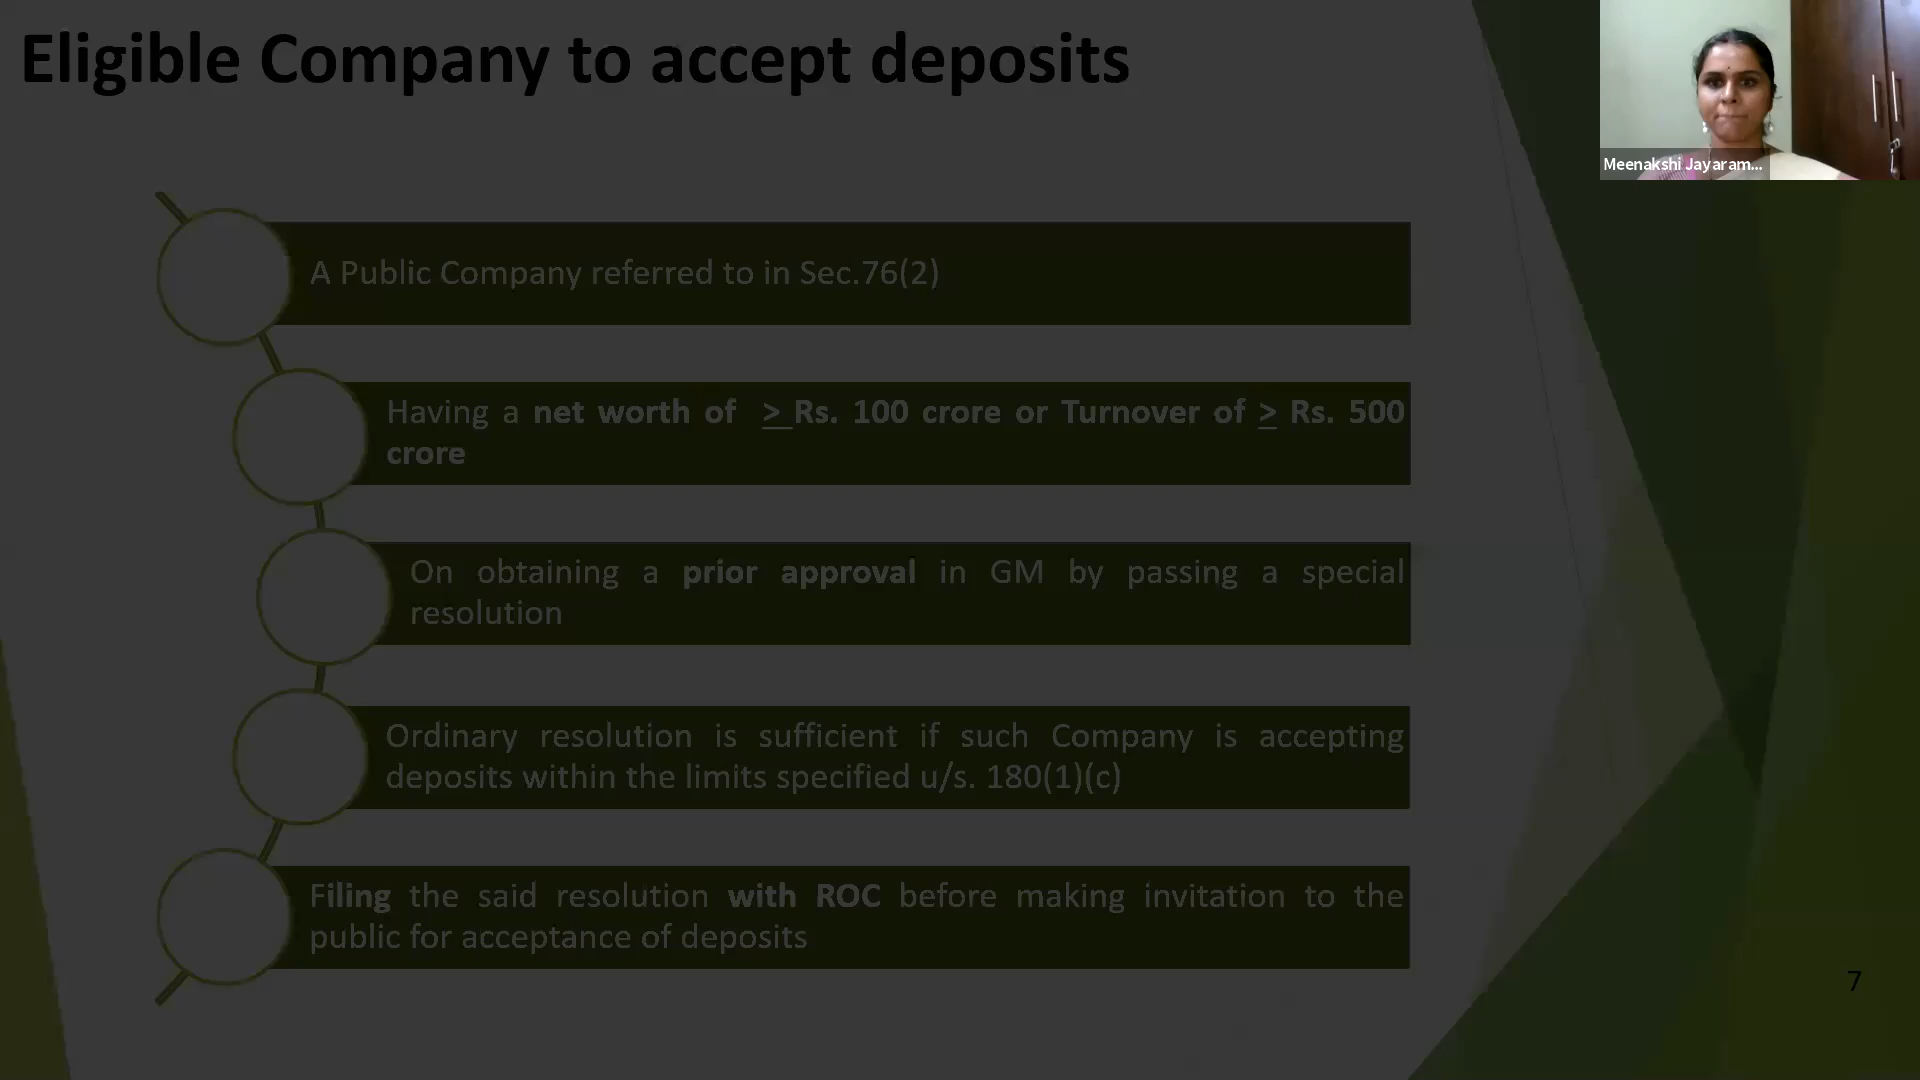 Eligible Company to accept deposits
Meenakshi Jayaram...
A Public Company referred to in Sec.76(2)
Having a net worth of > Rs. 100 crore or Turnover of > Rs. 500
crore
On obtaining a prior approval in GM by passing a special
resolution
Ordinary resolution is sufficient if such Company is accepting
deposits within the limits specified u/s. 180(1)(c)
Filing the said resolution with ROC before making invitation to the
public for acceptance of deposits
7